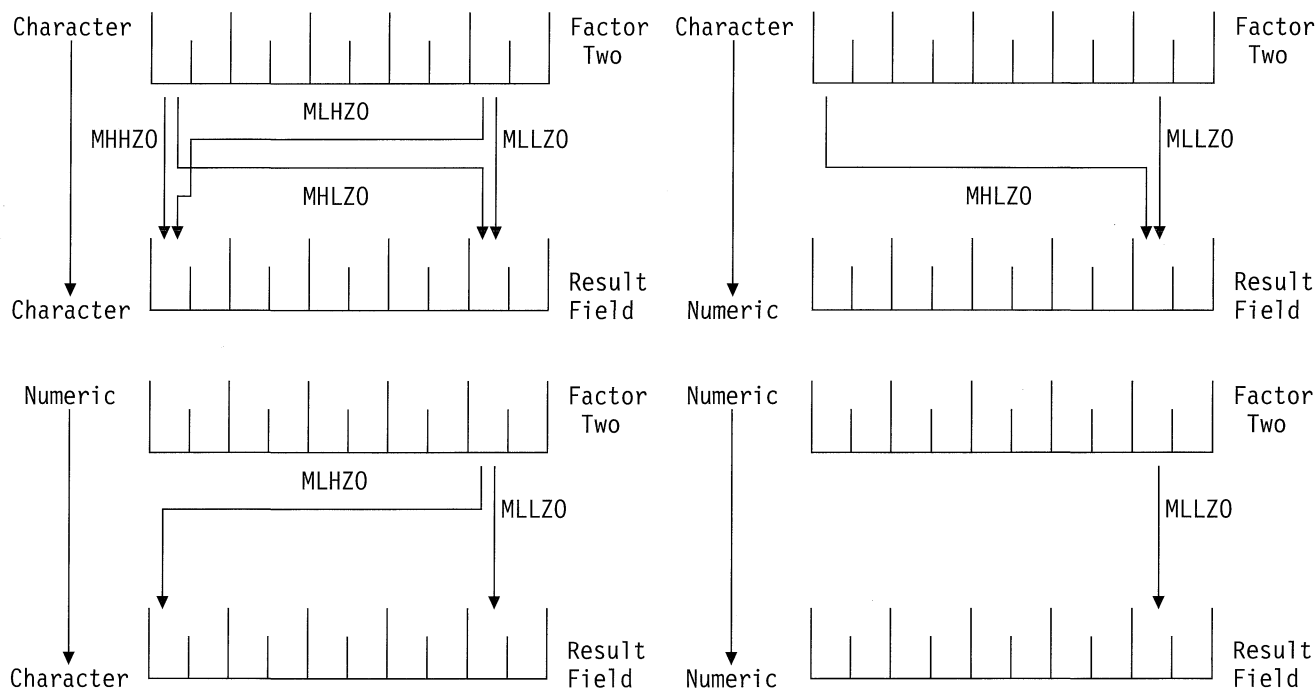 Character
Factor
Two
MLHZO
MHHZO
MLLZO
MHLZO
Result
Field
Character
Character
Factor
Two
MLLZO
MHLZO
Result
Field
Numeric
Numeric
Factor
Two
MLHZO
MLLZO
Result
Field
Character
Numeric
Factor
Two
MLLZO
Result
Field
Numeric